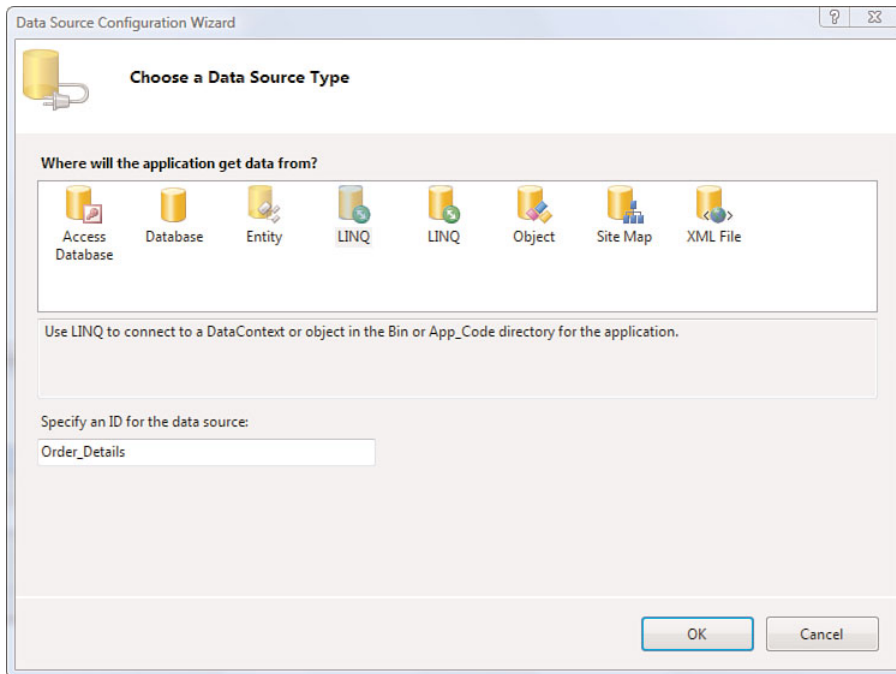 Data Source Configuration Wizard
Choose a Data Source Type
Where will the application get data from?
Access Database
Database
Entity
LINQ
LINQ
Object
Site Map
XML File
Use LINQ to connect to a DataContext or object in the Bin or App_Code directory for the application.
Specify an ID for the data source:
Order_Details
OK
Cancel